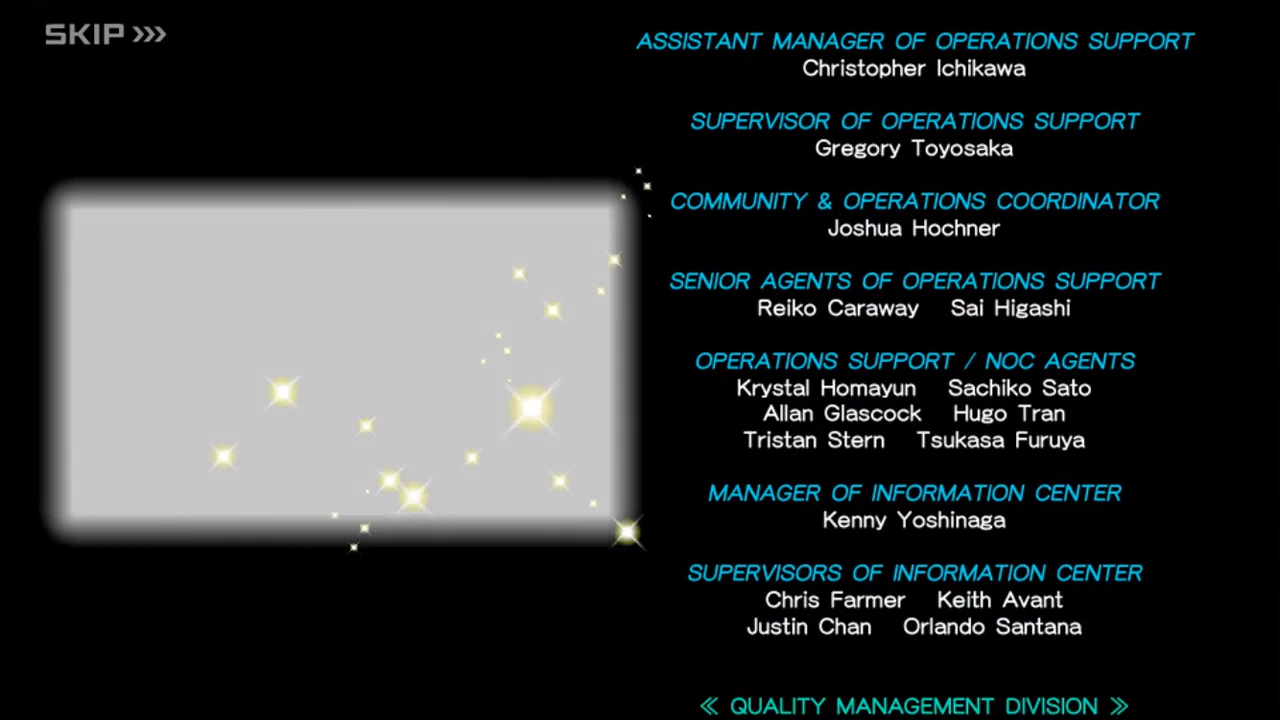 SKIP >>>
ASSISTANT MANAGER OF OPERATIONS SUPPORT
Christopher Ichikawa
SUPERVISOR OF OPERATIONS SUPPORT
Gregory Toyosaka
COMMUNITY & OPERATIONS COORDINATOR
Joshua Hochner
SENIOR AGENTS OF OPERATIONS SUPPORT
Reiko Caraway Sai Higashi
OPERATIONS SUPPORT / NOC AGENTS
Krystal Homayun Sachiko Sato
Allan Glascock Hugo Tran
Tristan Stern Tsukasa Furuya
MANAGER OF INFORMATION CENTER
Kenny Yoshinaga
SUPERVISORS OF INFORMATION CENTER
Chris Farmer Keith Avant
Justin Chan Orlando Santana
≪ QUALITY MANAGEMENT DIVISION ≫